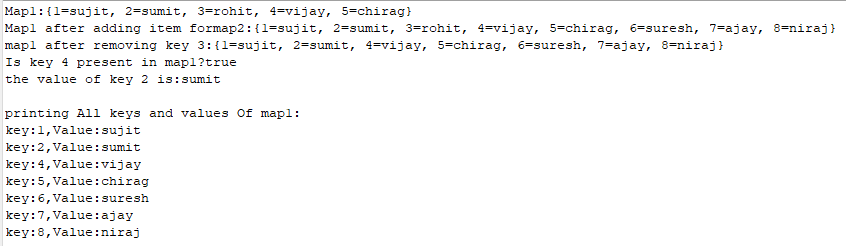 Map1:{1=sujit, 2=sumit, 3=rohit, 4=vijay, 5=chirag}
Map1 after adding item formap2:{1=sujit, 2=sumit, 3=rohit, 4=vijay, 5=chirag, 6=suresh, 7=ajay, 8=niraj}
map1 after removing key 3:{1=sujit, 2=sumit, 4=vijay, 5=chirag, 6=suresh, 7=ajay, 8=niraj}
Is key 4 present in map1?true
the value of key 2 is:sumit
printing All keys and values Of map1:
key:1,Value:sujit
key:2,Value:sumit
key:4,Value:vijay
key:5,Value:chirag
key:6,Value:suresh
key:7,Value:ajay
key:8,Value:niraj